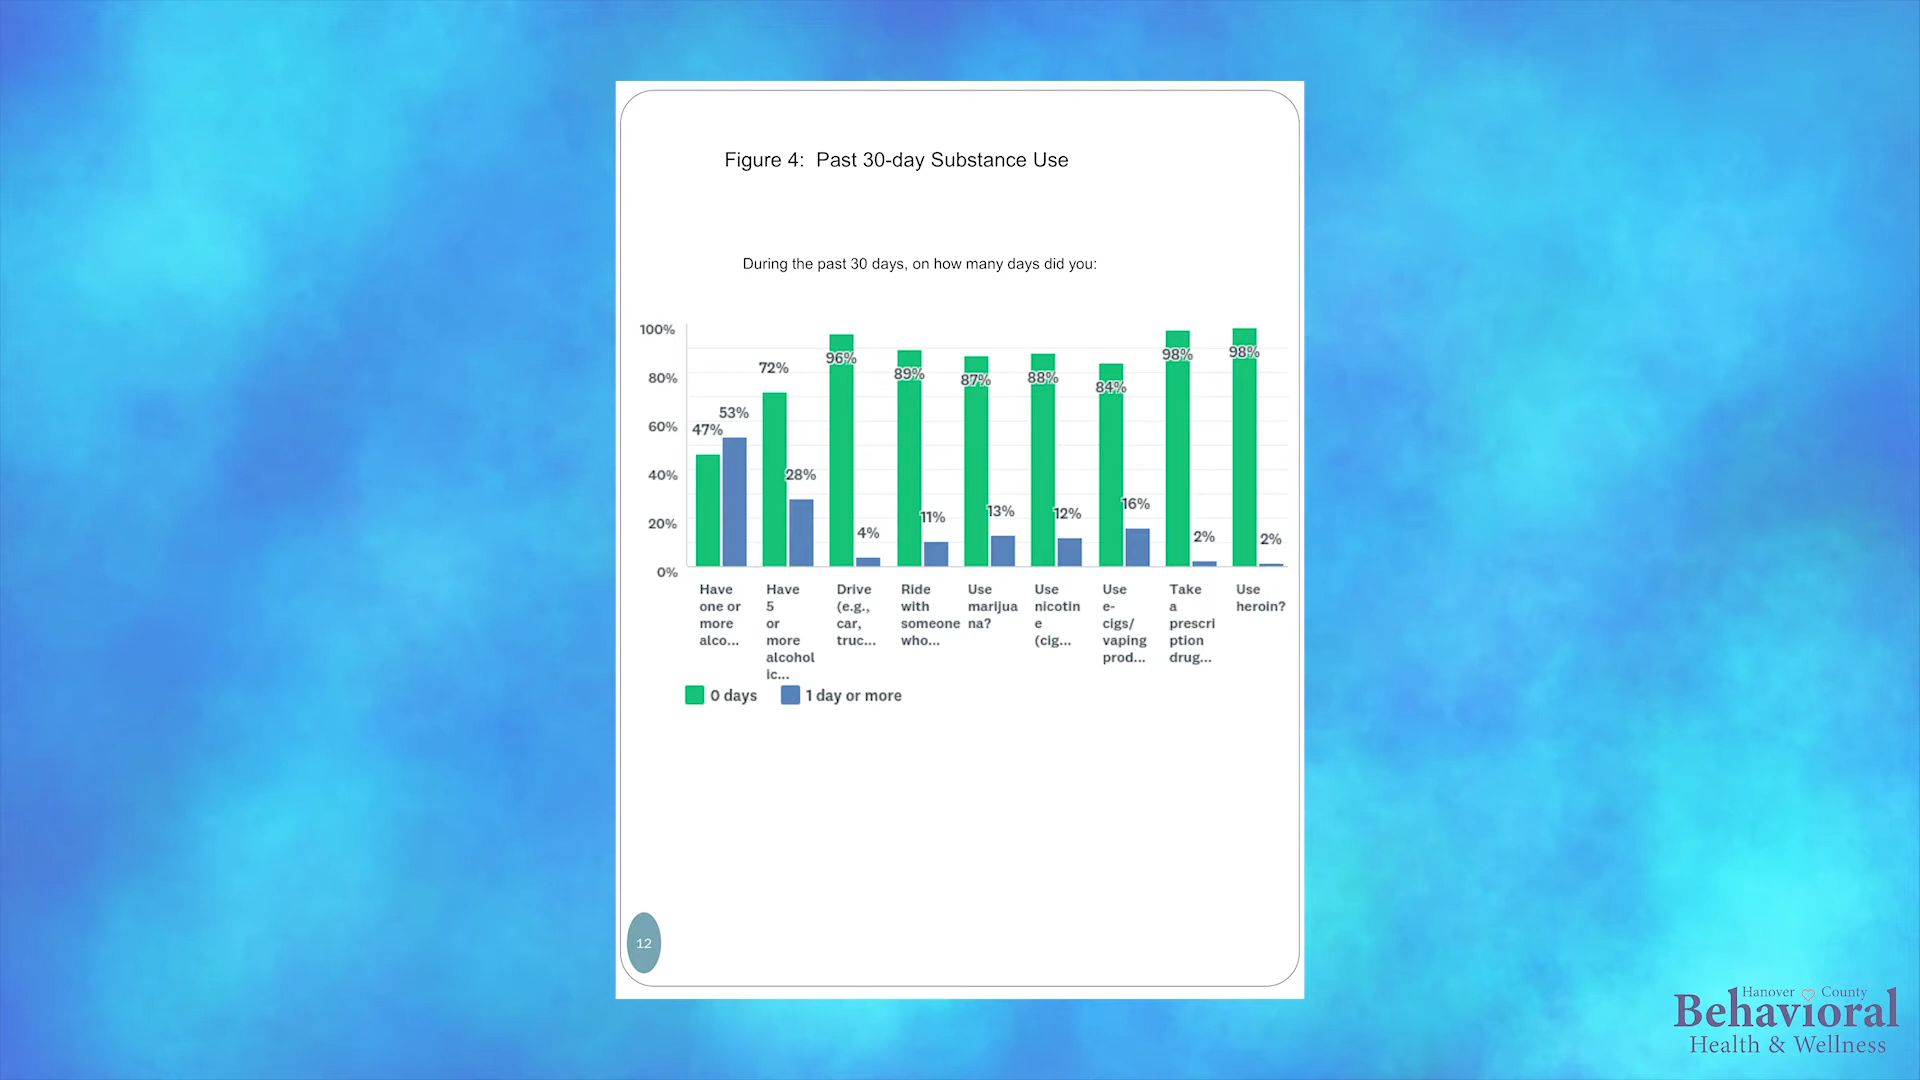 Figure 4: Past 30-day Substance Use
During the past 30 days, on how many days did you:
100%
80%
60%
40%
20%
0%
47%
53%
72%
28%
96%
4%
89%
11%
87%
13%
88%
12%
84%
16%
98%
2%
98%
2%
Have
one or
more
alco...
Have
5
or
more
alcohol
ic...
Drive
(e.g.,
car,
truc...
Ride
with
someone
who...
Use
marijua
na?
Use
nicotin
e
(cig...
Use
e-
cigs/
vaping
prod...
Take
a
prescri
ption
drug...
Use
heroin?
0 days
1 day or more
12
Hanover County
Behavioral
Health & Wellness